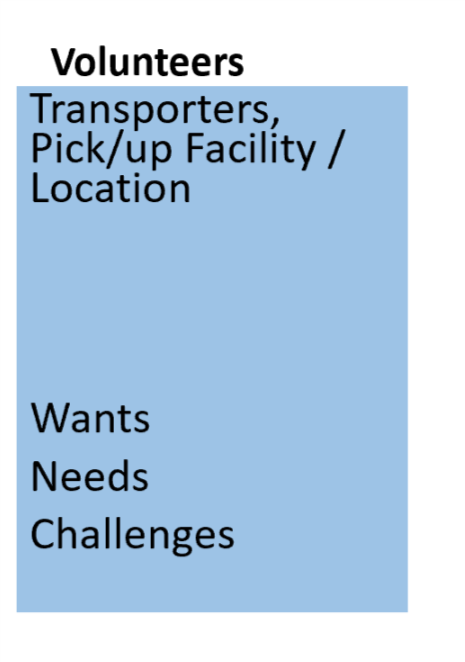 Volunteers
Transporters,
Pick/up Facility /
Location
Wants
Needs
Challenges